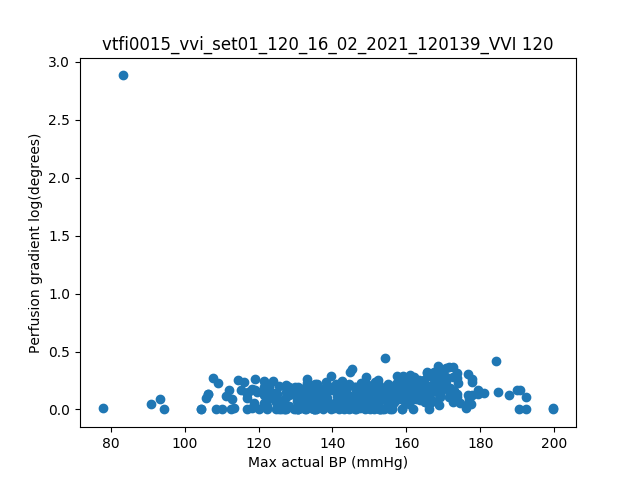 vtfi0015_vvi_set01_120_16_02_2021_120139_VVI 120
3.0
2.5
2.0
1.5
1.0
0.5
0.0
Perfusion gradient log(degrees)
80 100 120 140 160 180 200
Max actual BP (mmHg)